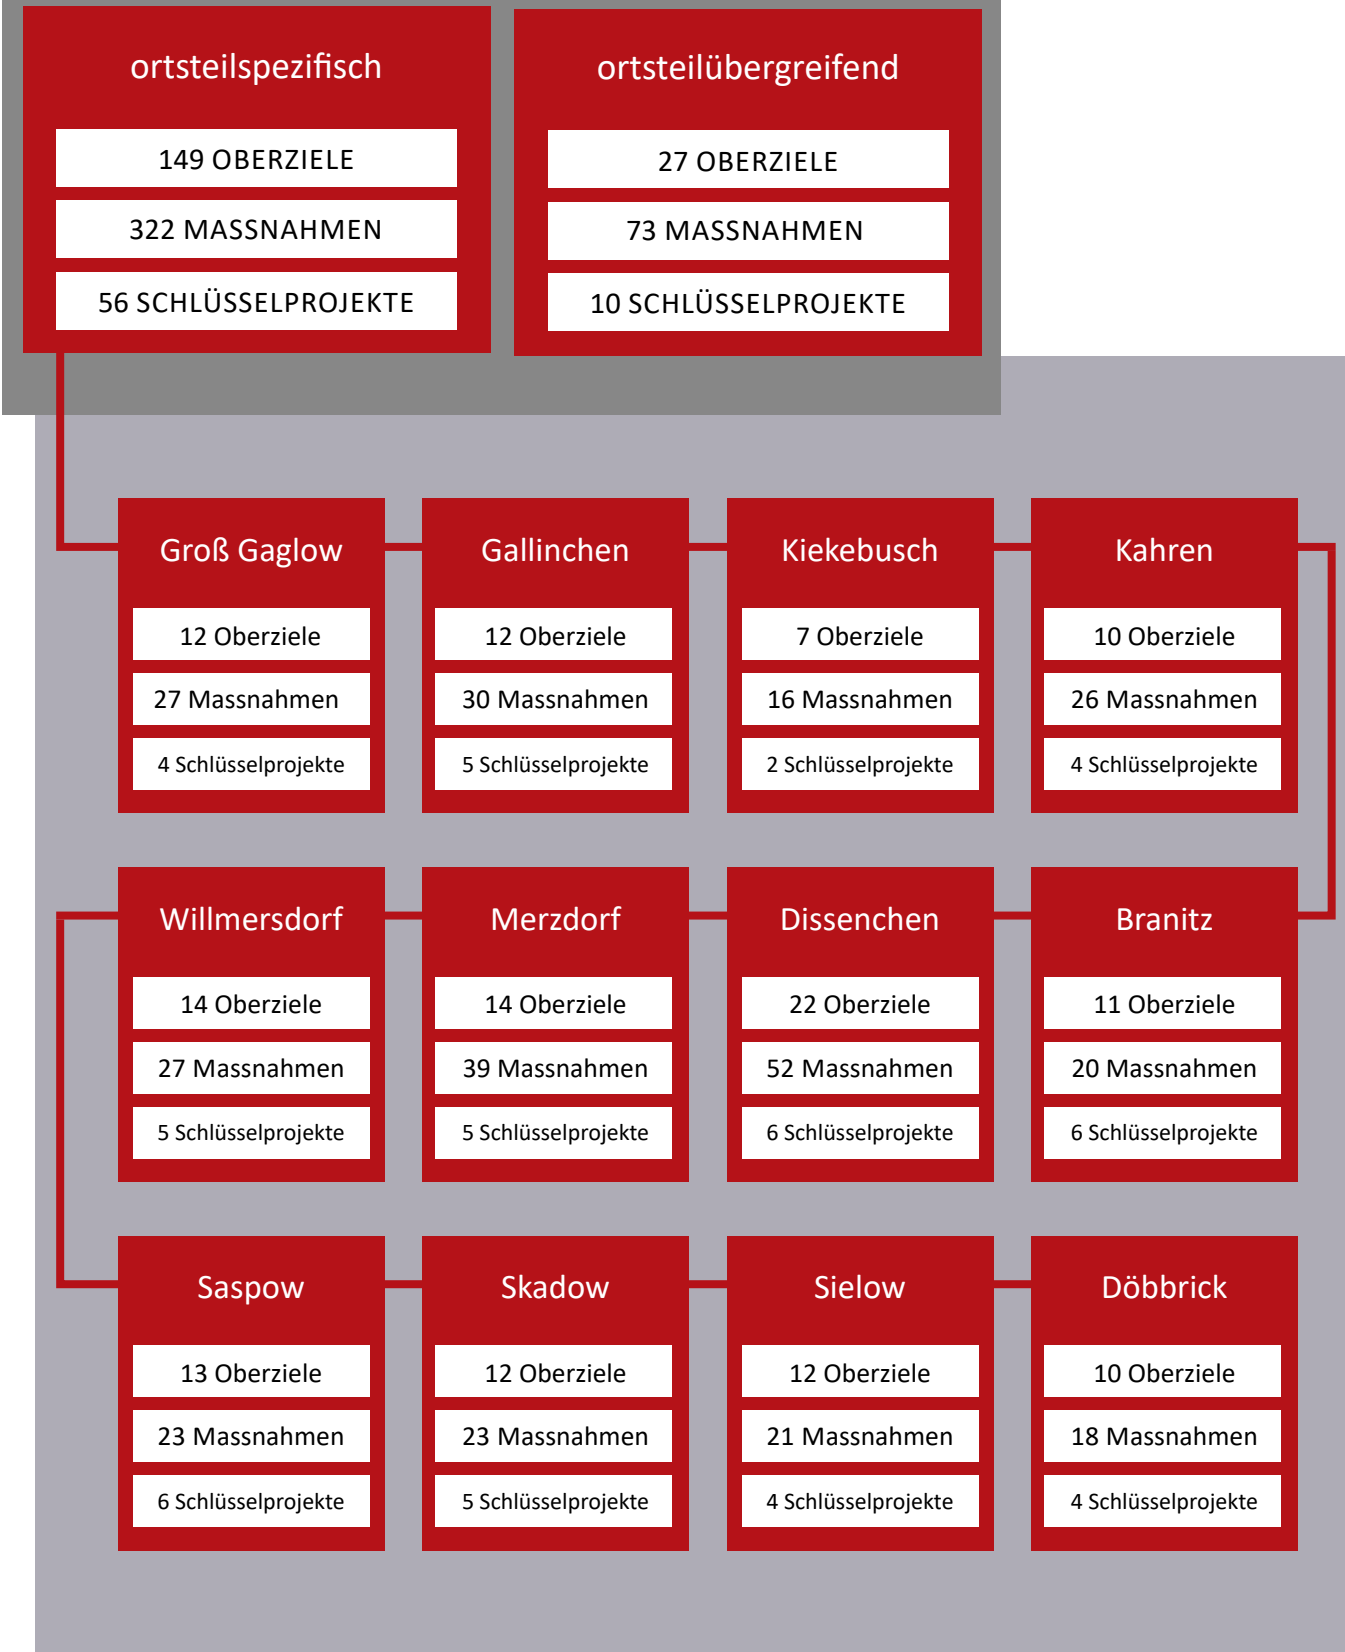 ortsteilspezifisch
149 OBERZIELE
322 MASSNAHMEN
56 SCHLÜSSELPROJEKTE
ortsteilübergreifend
27 OBERZIELE
73 MASSNAHMEN
10 SCHLÜSSELPROJEKTE
Groß Gaglow
12 Oberziele
27 Massnahmen
4 Schlüsselprojekte
Gallinchen
12 Oberziele
30 Massnahmen
5 Schlüsselprojekte
Kiekebusch
7 Oberziele
16 Massnahmen
2 Schlüsselprojekte
Kahren
10 Oberziele
26 Massnahmen
4 Schlüsselprojekte
Willmersdorf
14 Oberziele
27 Massnahmen
5 Schlüsselprojekte
Merzdorf
14 Oberziele
39 Massnahmen
5 Schlüsselprojekte
Dissenchen
22 Oberziele
52 Massnahmen
6 Schlüsselprojekte
Branitz
11 Oberziele
20 Massnahmen
6 Schlüsselprojekte
Saspow
13 Oberziele
23 Massnahmen
6 Schlüsselprojekte
Skadow
12 Oberziele
23 Massnahmen
5 Schlüsselprojekte
Sielow
12 Oberziele
21 Massnahmen
4 Schlüsselprojekte
Döbbrick
10 Oberziele
18 Massnahmen
4 Schlüsselprojekte